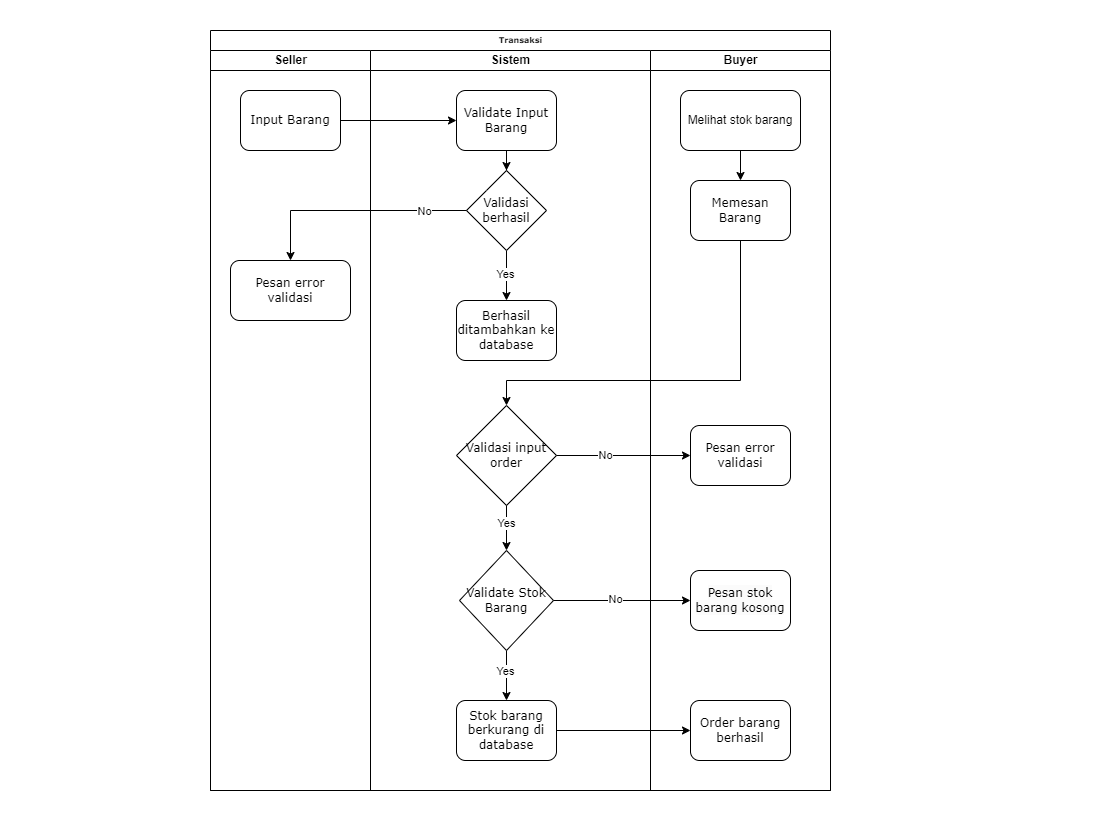 Transaksi
Seller
Sistem
Buyer
Input Barang
Validate Input
Barang
Melihat stok barang
Validasi
berhasil
No
Memesan
Barang
Pesan error
validasi
Yes
Berhasil
ditambahkan ke
database
Validasi input
order
No
Pesan error
validasi
Yes
Validate Stok
Barang
No
Pesan stok
barang kosong
Yes
Stok barang
berkurang di
database
Order barang
berhasil